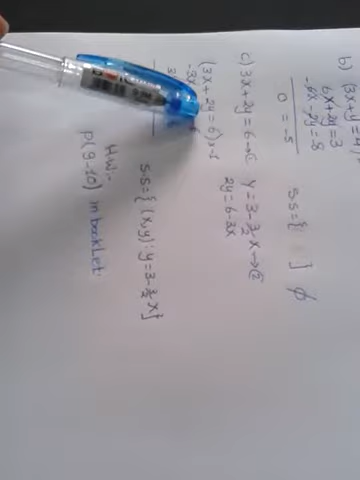 b) (3x+y=4)
6x+2y=3
-6x-2y=-8
0 = -5
S.S={ } ∅
c) 3x+2y=6→① y=3-3/2x→②
2y=6-3x
(3x+2y=6)x-1
-3x
S.S={(x,y):y=3-3/2x}
H.W:-
P(9-10) in booklet